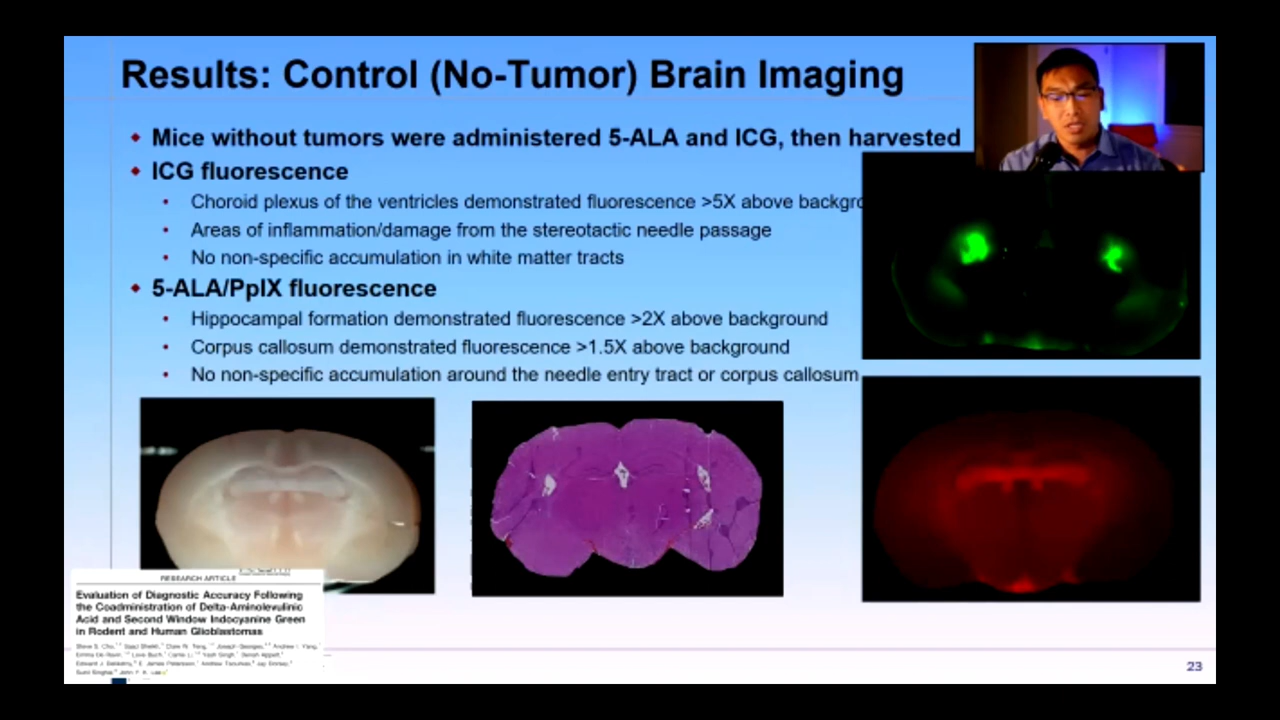 Results: Control (No-Tumor) Brain Imaging
Mice without tumors were administered 5-ALA and ICG, then harvested
ICG fluorescence
Choroid plexus of the ventricles demonstrated fluorescence >5X above backgro
Areas of inflammation/damage from the stereotactic needle passage
No non-specific accumulation in white matter tracts
5-ALA/PpIX fluorescence
Hippocampal formation demonstrated fluorescence >2X above background
Corpus callosum demonstrated fluorescence >1.5X above background
No non-specific accumulation around the needle entry tract or corpus callosum
RESEARCH ARTICLE
Evaluation of Diagnostic Accuracy Following
the Coadministration of Delta-Aminolevulinic
Acid and Second Window Indocyanine Green
in Rodent and Human Glioblastomas
23